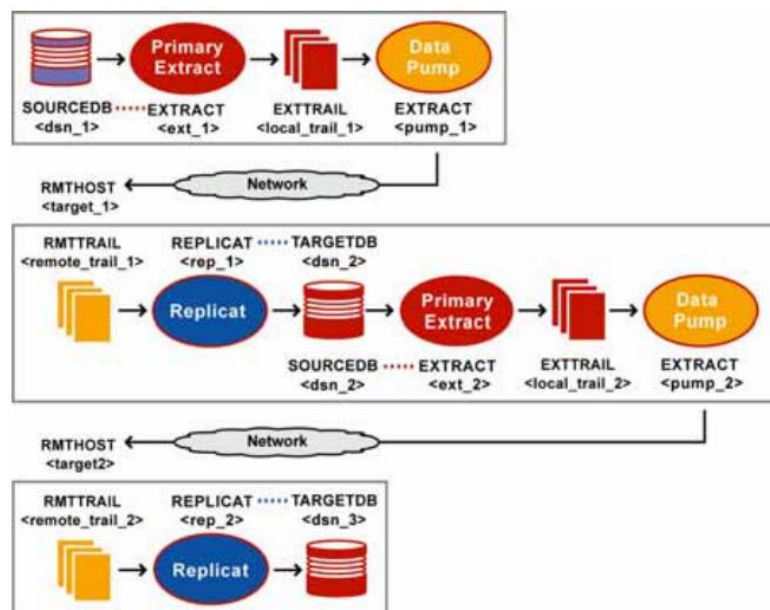 Primary
Extract
Data
Pump
SOURCEDB
<dsn_1>
EXTRACT
<ext_1>
EXTTRAIL
<local_trail_1>
EXTRACT
<pump_1>
RMTHOST
<target_1>
Network
RMTTRAIL
<remote_trail_1>
REPLICAT
<rep_1>
TARGETDB
<dsn_2>
Replicat
Primary
Extract
Data
Pump
SOURCEDB
<dsn_2>
EXTRACT
<ext_2>
EXTTRAIL
<local_trail_2>
EXTRACT
<pump_2>
RMTHOST
<target2>
Network
RMTTRAIL
<remote_trail_2>
REPLICAT
<rep_2>
TARGETDB
<dsn_3>
Replicat